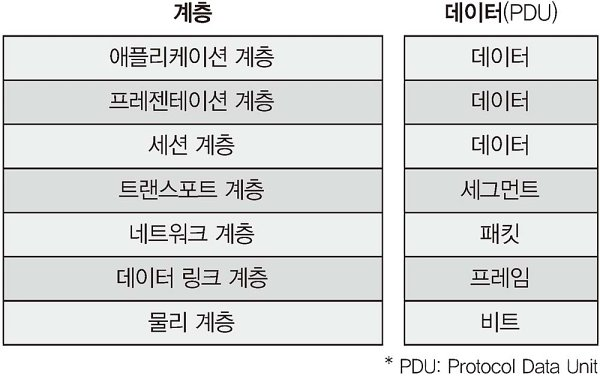 계층 데이터(PDU)
애플리케이션 계층 데이터
프레젠테이션 계층 데이터
세션 계층 데이터
트랜스포트 계층 세그먼트
네트워크 계층 패킷
데이터 링크 계층 프레임
물리 계층 비트
* PDU: Protocol Data Unit